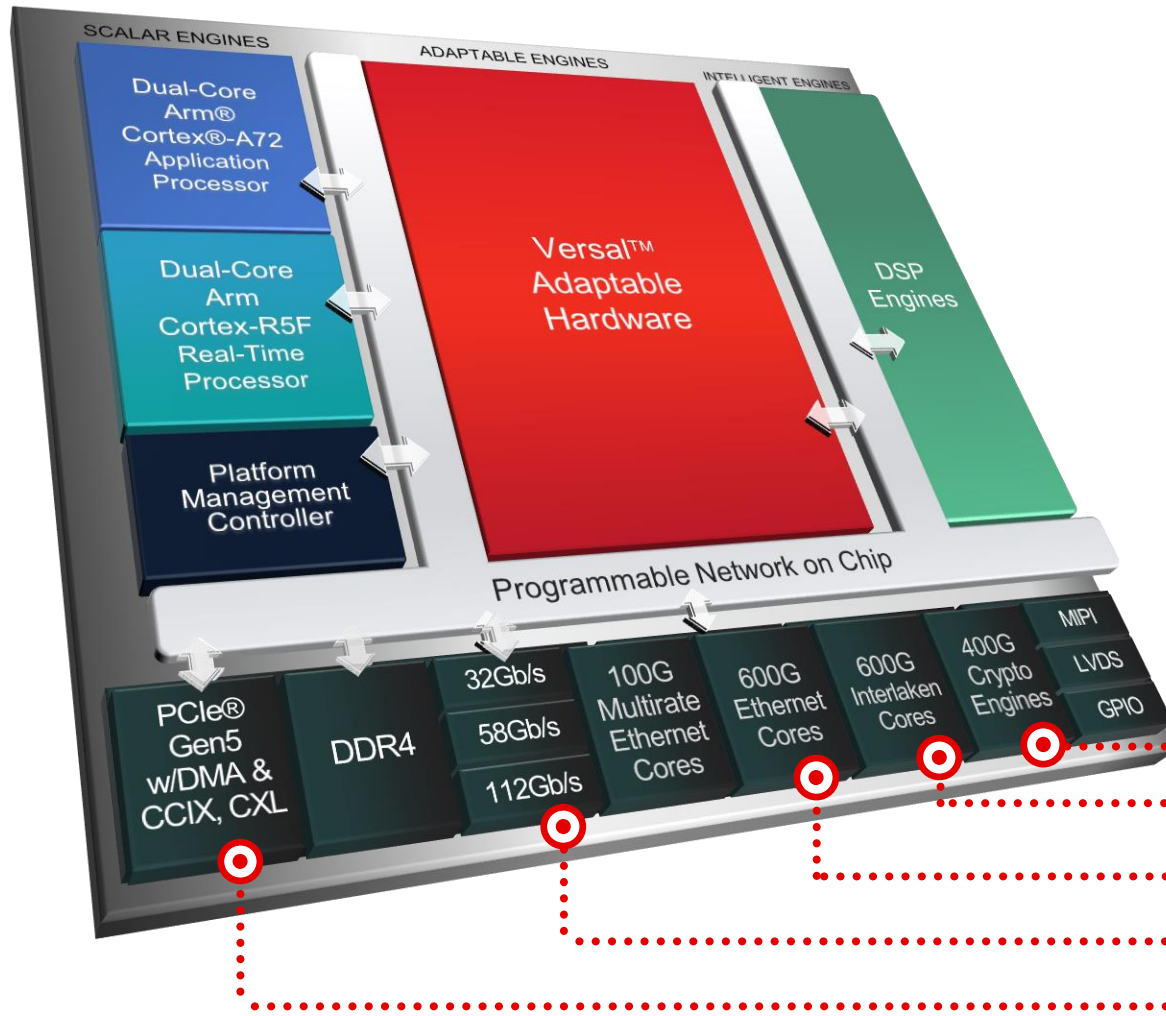 SCALAR ENGINES
ADAPTABLE ENGINES
INTELLIGENT ENGINES
Dual-Core
Arm®
Cortex®-A72
Application
Processor
Dual-Core
Arm
Cortex-R5F
Real-Time
Processor
Platform
Management
Controller
Versal™
Adaptable
Hardware
DSP
Engines
Programmable Network on Chip
PCIe®
Gen5
w/DMA &
CCIX, CXL
DDR4
32Gb/s
58Gb/s
112Gb/s
100G
Multirate
Ethernet
Cores
600G
Ethernet
Cores
600G
Interlaken
Cores
400G
Crypto
Engines
MIPI
LVDS
GPIO